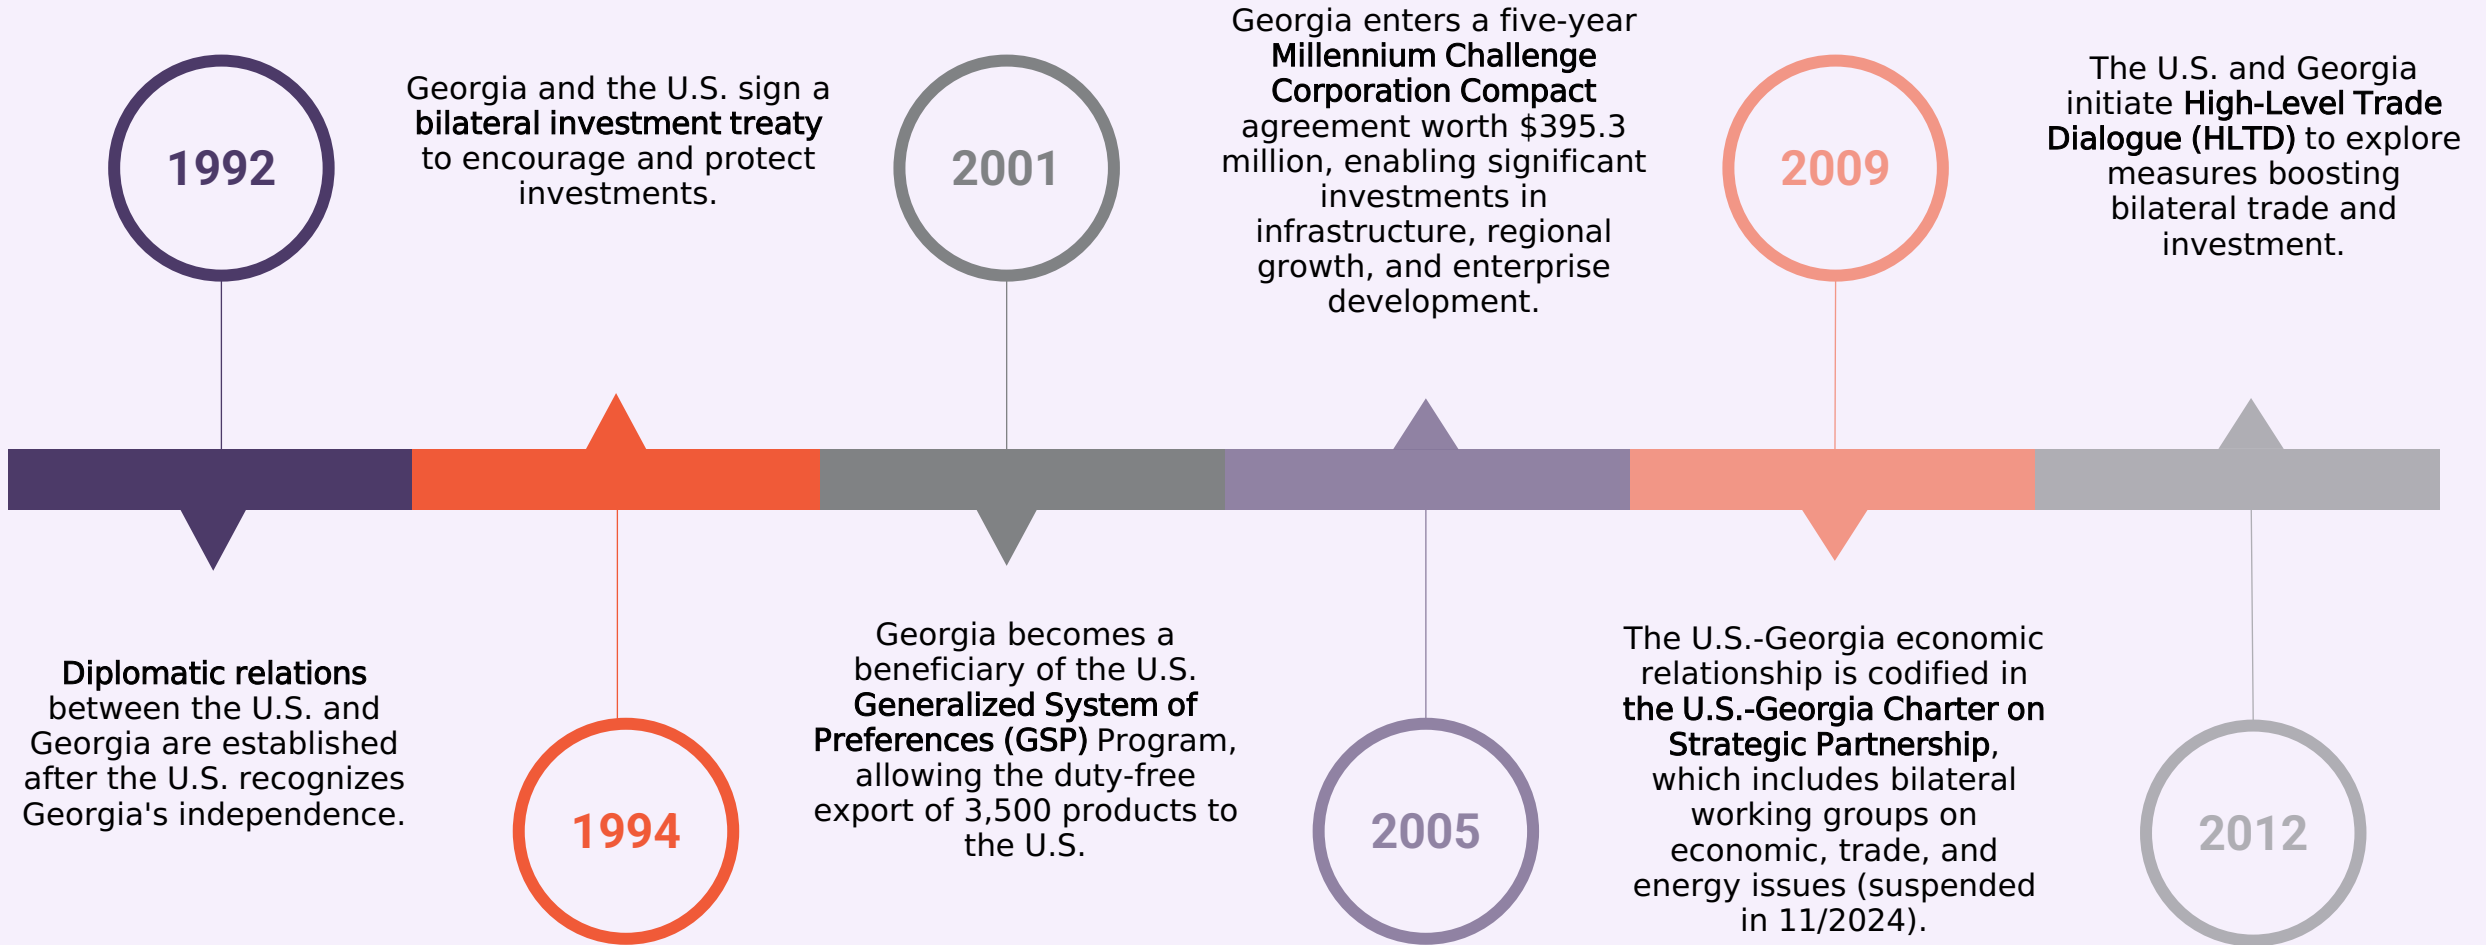 1992
Diplomatic relations
between the U.S. and
Georgia are established
after the U.S. recognizes
Georgia's independence.
Georgia and the U.S. sign a
bilateral investment treaty
to encourage and protect
investments.
1994
2001
Georgia becomes a
beneficiary of the U.S.
Generalized System of
Preferences (GSP) Program,
allowing the duty-free
export of 3,500 products to
the U.S.
Georgia enters a five-year
Millennium Challenge
Corporation Compact
agreement worth $395.3
million, enabling significant
investments in
infrastructure, regional
growth, and enterprise
development.
2005
2009
The U.S.-Georgia economic
relationship is codified in
the U.S.-Georgia Charter on
Strategic Partnership,
which includes bilateral
working groups on
economic, trade, and
energy issues (suspended
in 11/2024).
The U.S. and Georgia
initiate High-Level Trade
Dialogue (HLTD) to explore
measures boosting
bilateral trade and
investment.
2012